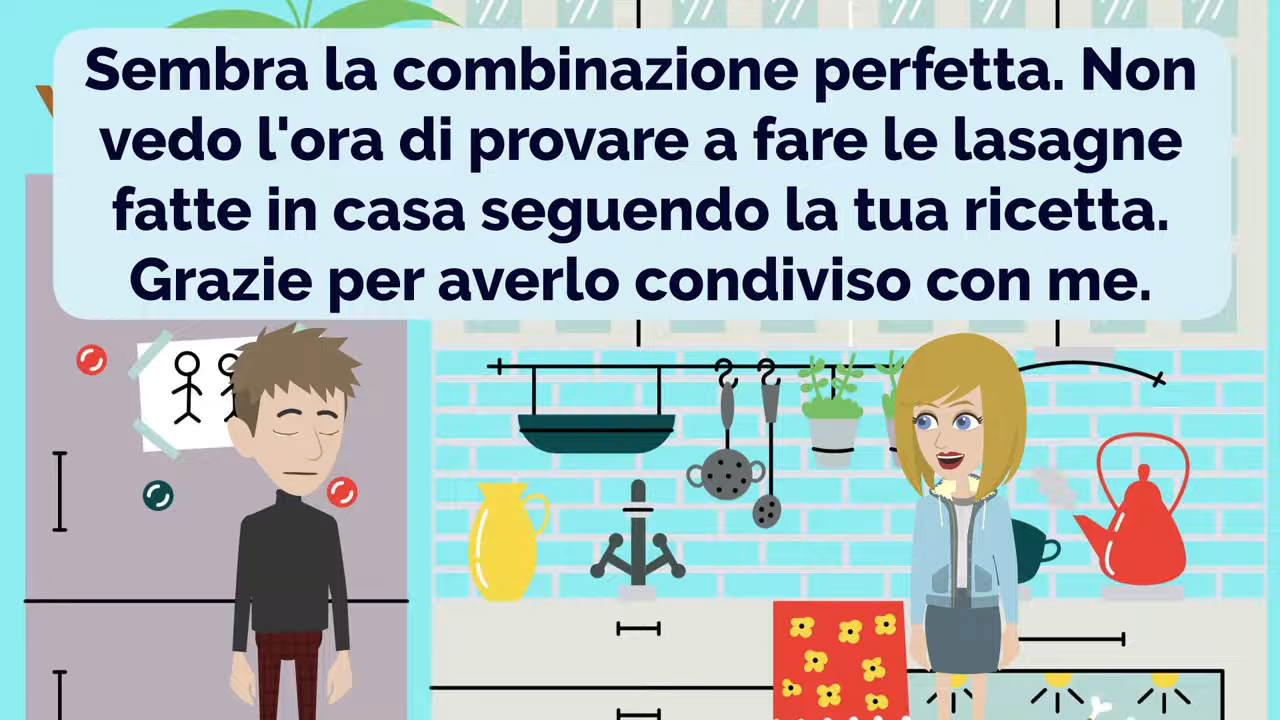 Sembra la combinazione perfetta. Non
vedo l'ora di provare a fare le lasagne
fatte in casa seguendo la tua ricetta.
Grazie per averlo condiviso con me.